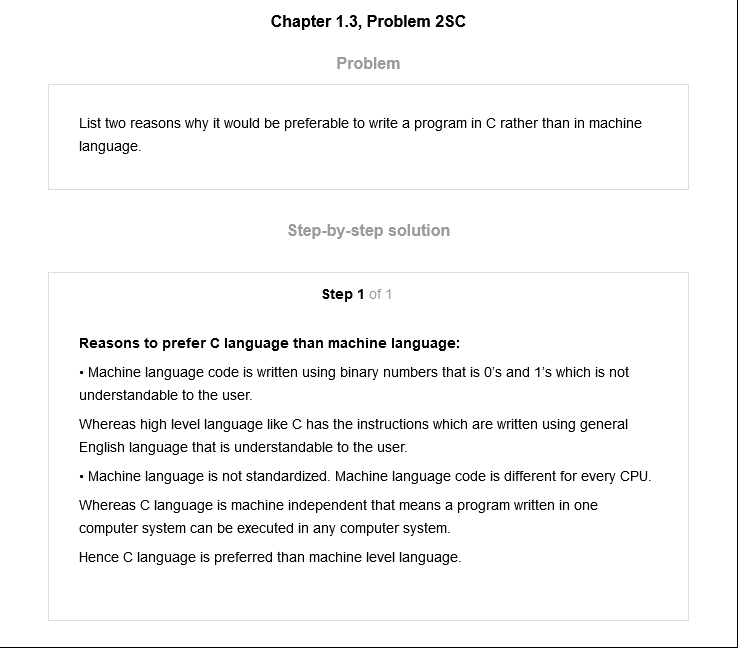 Chapter 1.3, Problem 2SC
Problem
List two reasons why it would be preferable to write a program in C rather than in machine
language.
Step-by-step solution
Step 1 of 1
Reasons to prefer C language than machine language:
• Machine language code is written using binary numbers that is 0's and 1's which is not
understandable to the user.
Whereas high level language like C has the instructions which are written using general
English language that is understandable to the user.
• Machine language is not standardized. Machine language code is different for every CPU.
Whereas C language is machine independent that means a program written in one
computer system can be executed in any computer system.
Hence C language is preferred than machine level language.